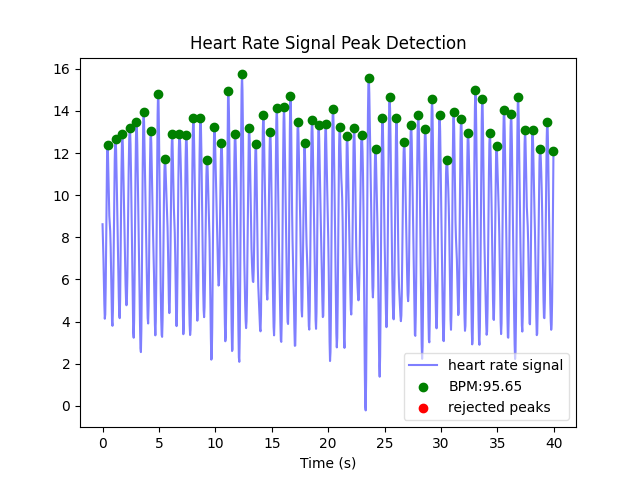 Heart Rate Signal Peak Detection
16
14
12
10
8
6
4
2
0
heart rate signal
BPM:95.65
rejected peaks
0 5 10 15 20 25 30 35 40
Time (s)